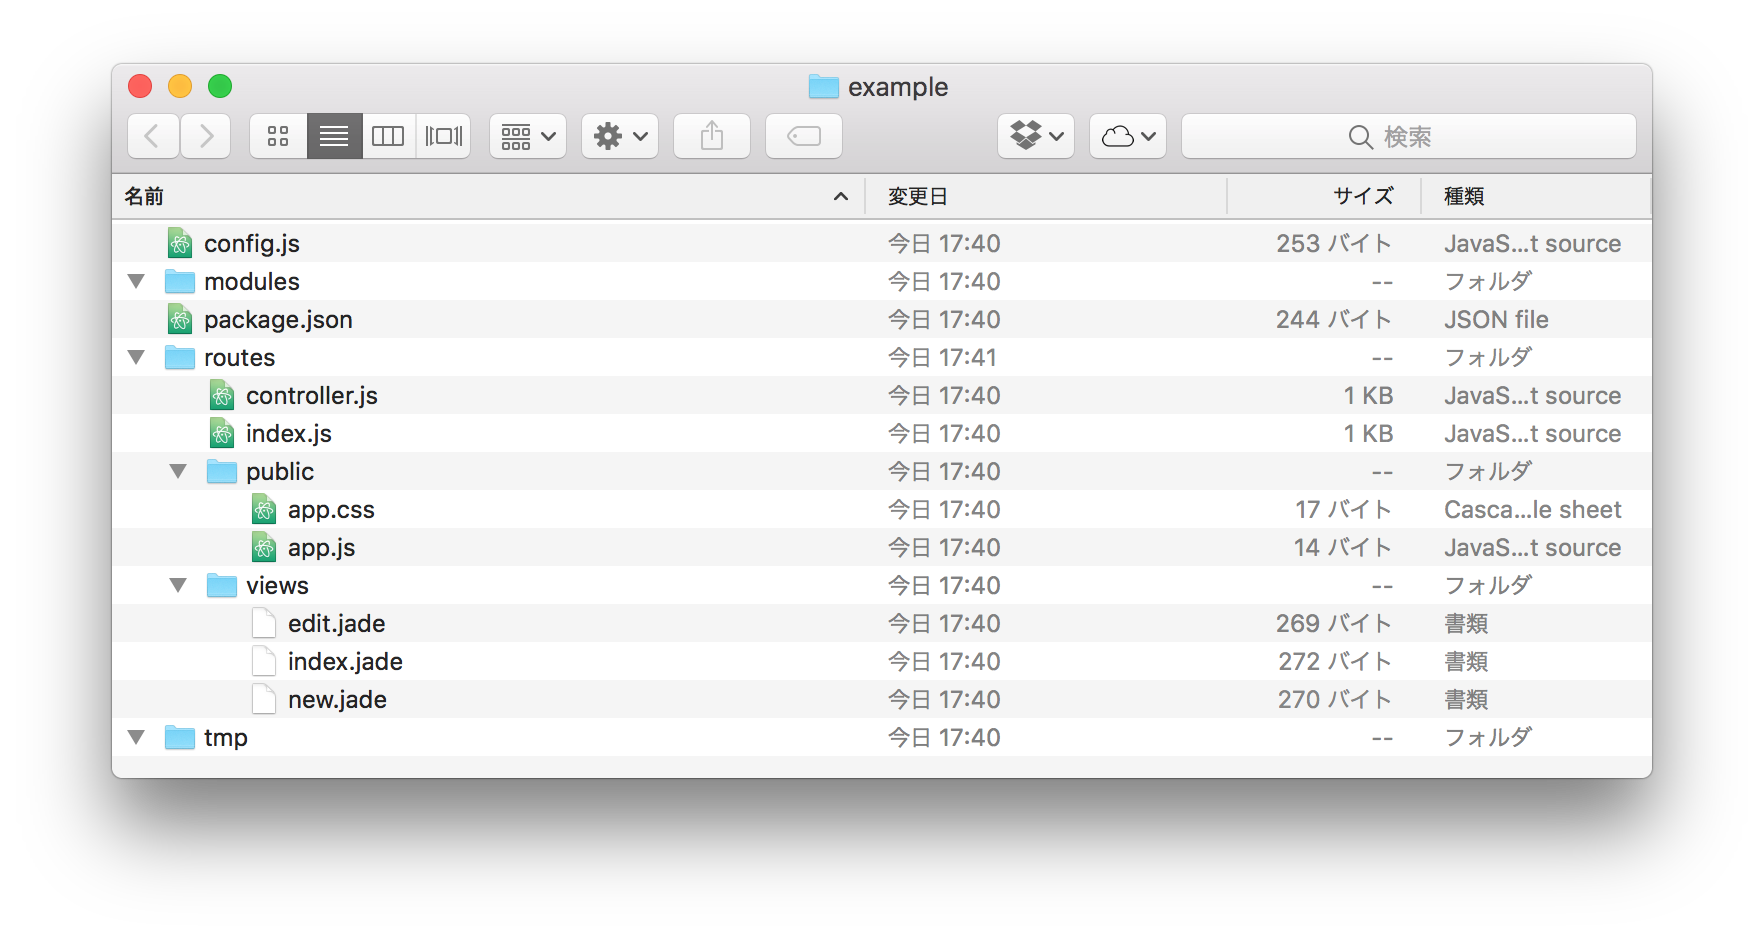 example
検索
名前 変更日 サイズ 種類
config.js 今日 17:40 253 バイト JavaS...t source
modules 今日 17:40 -- フォルダ
package.json 今日 17:40 244 バイト JSON file
routes 今日 17:41 -- フォルダ
controller.js 今日 17:40 1 KB JavaS...t source
index.js 今日 17:40 1 KB JavaS...t source
public 今日 17:40 -- フォルダ
app.css 今日 17:40 17 バイト Casca...le sheet
app.js 今日 17:40 14 バイト JavaS...t source
views 今日 17:40 -- フォルダ
edit.jade 今日 17:40 269 バイト 書類
index.jade 今日 17:40 272 バイト 書類
new.jade 今日 17:40 270 バイト 書類
tmp 今日 17:40 -- フォルダ